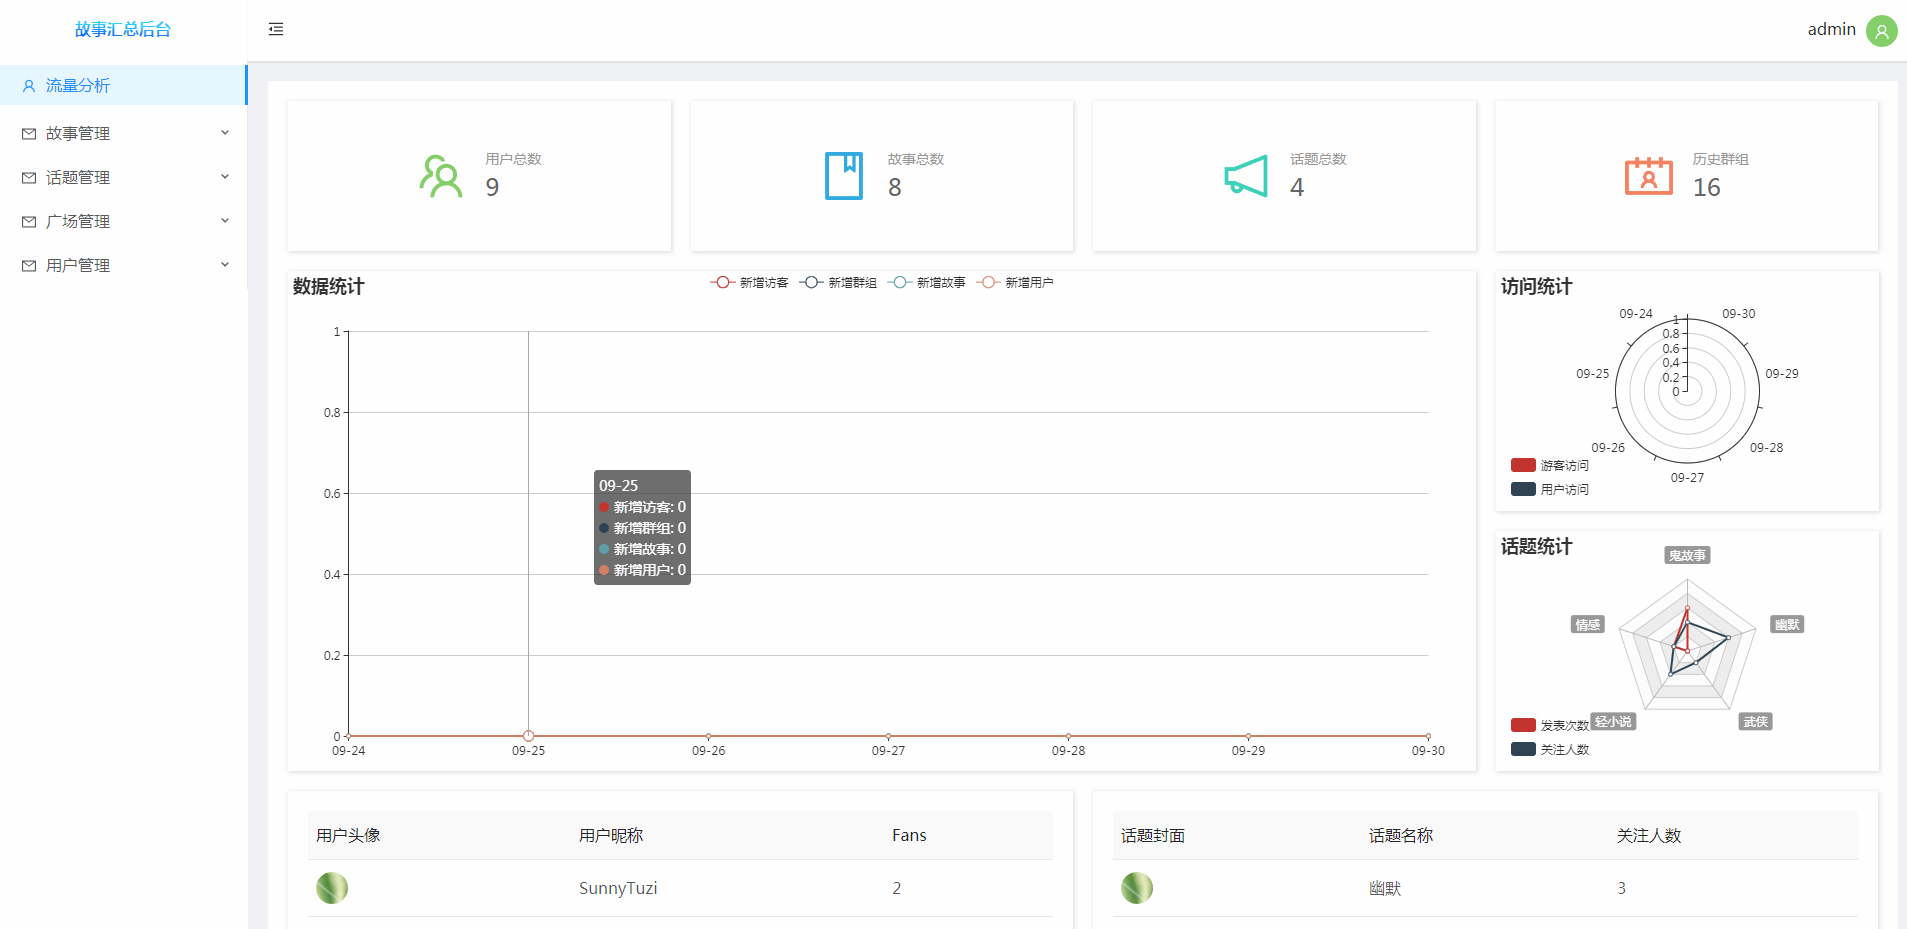 故事汇总后台
admin
流量分析
故事管理
话题管理
广场管理
用户管理
用户总数
9
故事总数
8
话题总数
4
历史群组
16
数据统计
新增访客 新增群组 新增故事 新增用户
1
0.8
0.6
0.4
0.2
0
09-24 09-25 09-26 09-27 09-28 09-29 09-30
09-25
新增访客: 0
新增群组: 0
新增故事: 0
新增用户: 0
访问统计
09-24 09-30
1
0.8
0.6
0.4
0.2
0
09-25 09-29
09-26 09-28
09-27
游客访问
用户访问
话题统计
鬼故事
情感 幽默
轻小说 武侠
发表次数
关注人数
用户头像 用户昵称 Fans
SunnyTuzi 2
话题封面 话题名称 关注人数
幽默 3